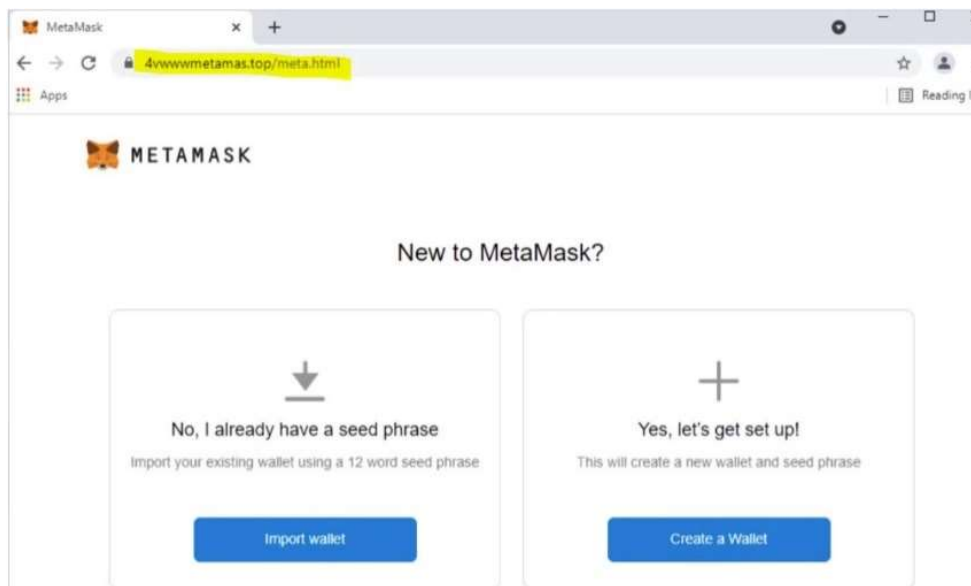 MetaMask
4vwwwmetamas.top/meta.html
Apps
Reading
METAMASK
New to MetaMask?
No, I already have a seed phrase
Import your existing wallet using a 12 word seed phrase
Import wallet
Yes, let's get set up!
This will create a new wallet and seed phrase
Create a Wallet